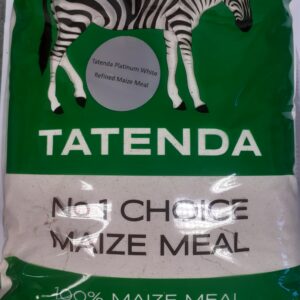 Tatenda Platinum White
Refined Maize Meal
TATENDA
No.1 CHOICE
MAIZE MEAL
100% MAIZE MEAL